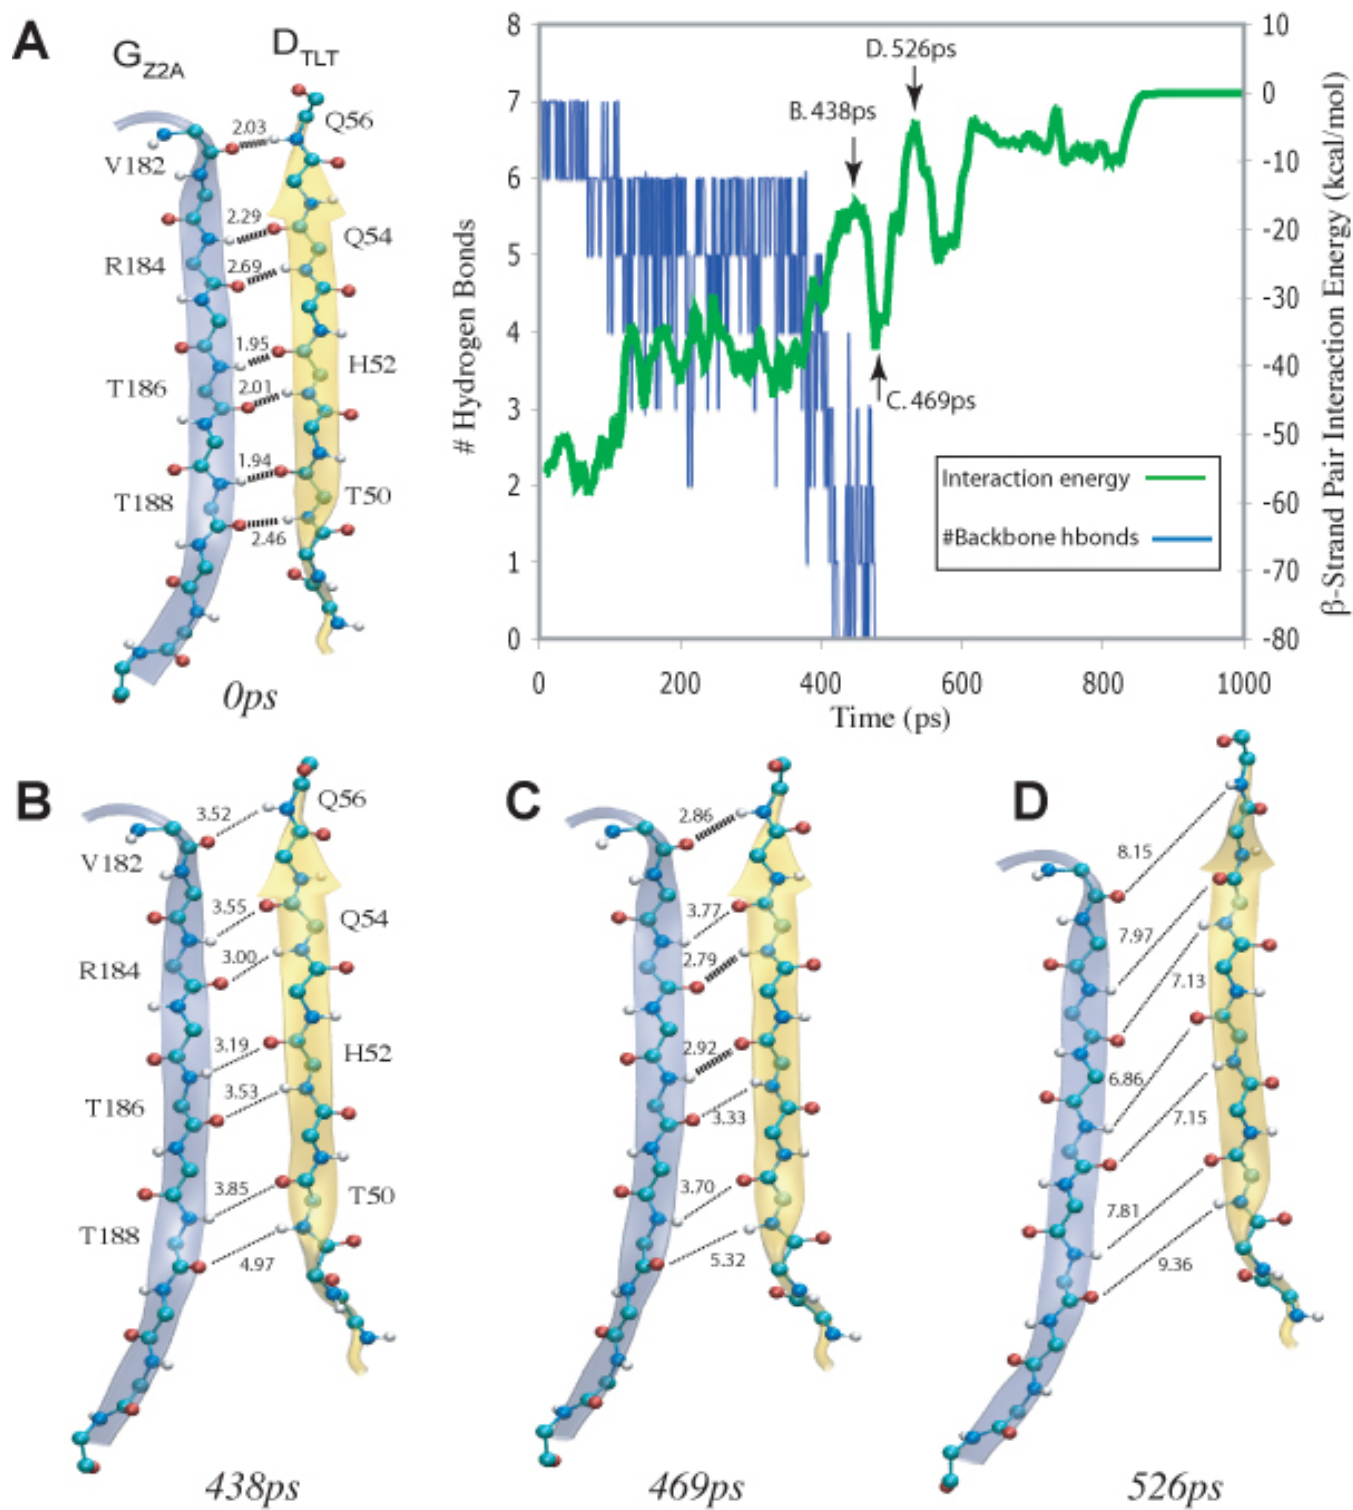 A
G Z2A
D TLT
2.03
Q56
V182
2.29
Q54
R184
2.69
1.95
H52
T186
2.01
1.94
T50
T188
2.46
0ps
8
7
6
5
4
3
2
1
0
# Hydrogen Bonds
D. 526ps
B. 438ps
C. 469ps
Interaction energy
#Backbone hbonds
10
0
-10
-20
-30
-40
-50
-60
-70
-80
β-Strand Pair Interaction Energy (kcal/mol)
0 200 400 600 800 1000
Time (ps)
B
3.52
Q56
V182
3.55
Q54
R184
3.00
3.19
H52
T186
3.53
3.85
T50
T188
4.97
438ps
C
2.86
3.77
2.79
2.92
3.33
3.70
5.32
469ps
D
8.15
7.97
7.13
6.86
7.15
7.81
9.36
526ps